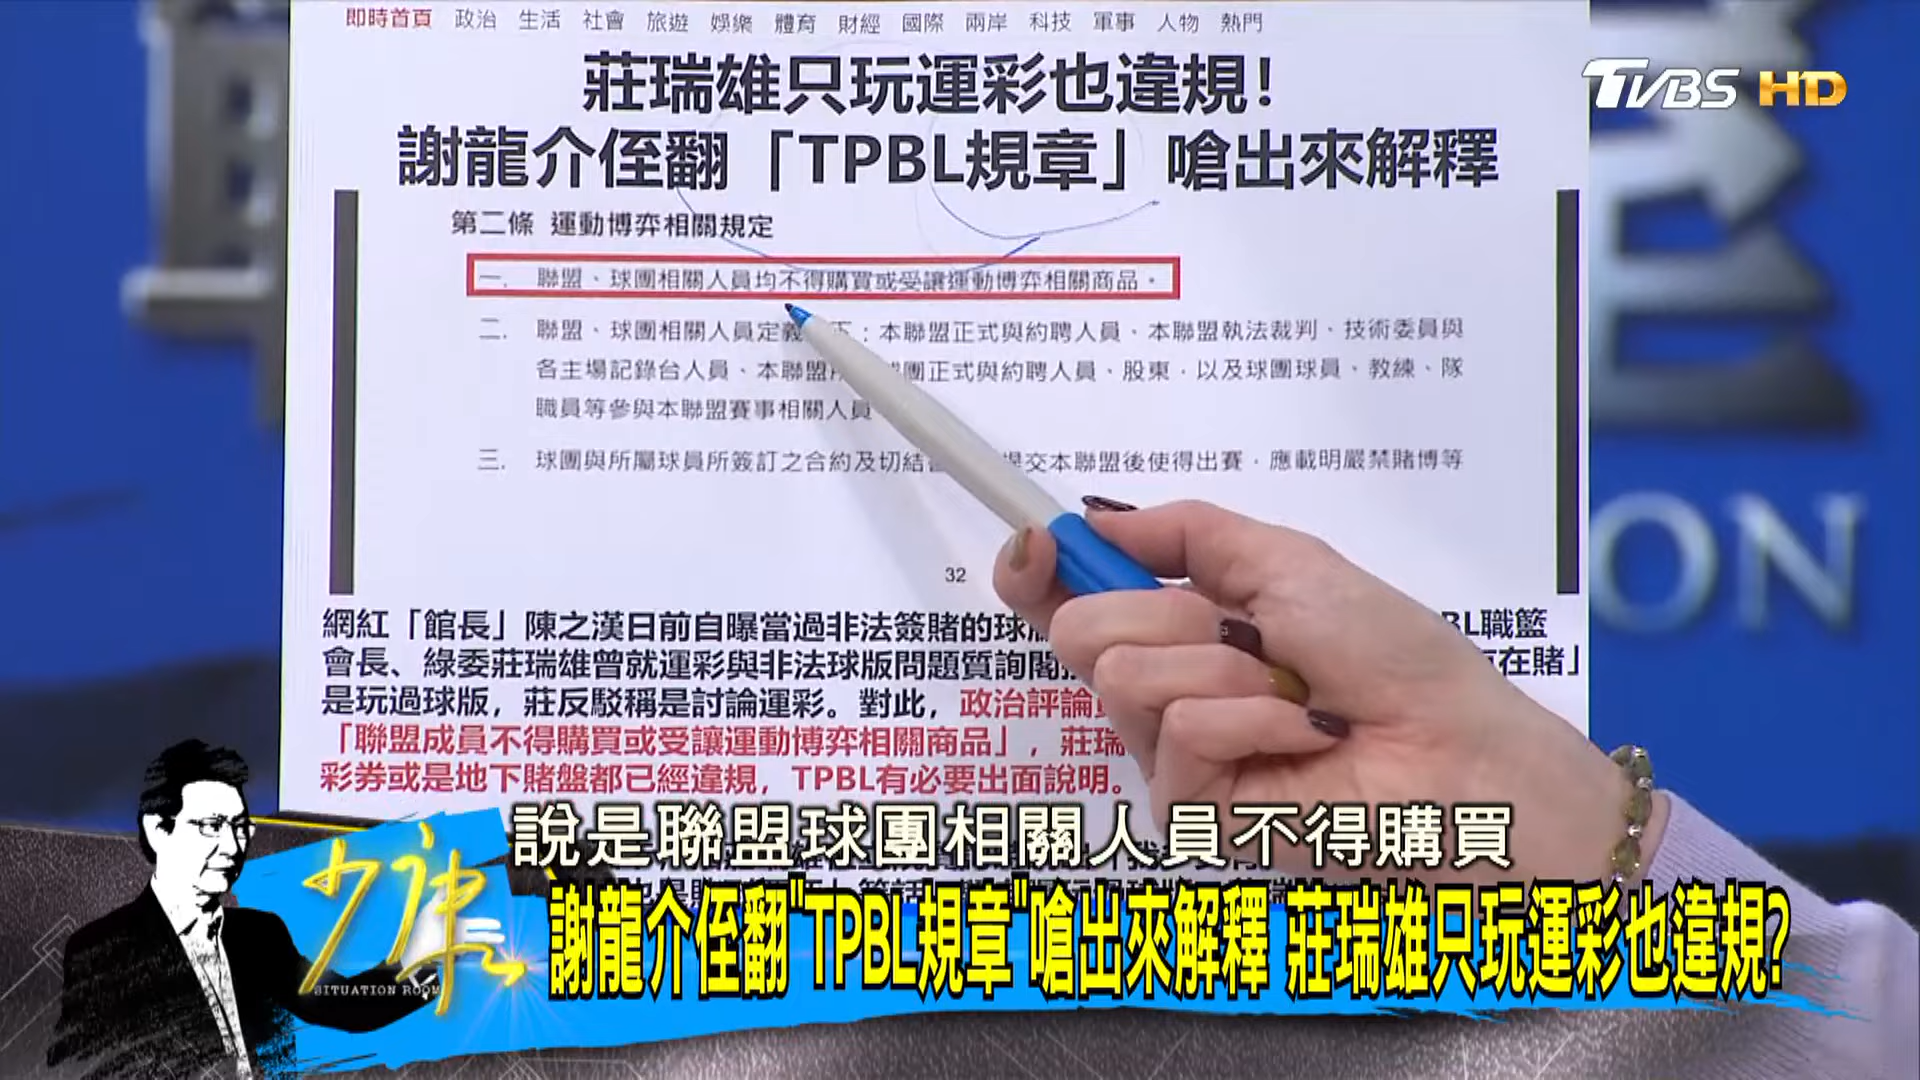 即時首頁 政治 生活 社會 旅遊 娛樂 體育 財經 國際 兩岸 科技 軍事 人物 熱門
莊瑞雄只玩運彩也違規！
謝龍介侄翻「TPBL規章」嗆出來解釋
TVBS HD
第二條 運動博弈相關規定
一. 聯盟、球團相關人員均不得購買或受讓運動博弈相關商品。
二. 聯盟、球團相關人員定義 正：本聯盟正式與約聘人員、本聯盟執法裁判、技術委員與
各主場記錄台人員、本聯盟所 團正式與約聘人員、股東，以及球團球員、教練、隊
職員等參與本聯盟賽事相關人員
三. 球團與所屬球員所簽訂之合約及切結 提交本聯盟後使得出賽，應載明嚴禁賭博等
ON
32
網紅「館長」陳之漢日前自曝當過非法簽賭的球版 BL職籃
會長、綠委莊瑞雄曾就運彩與非法球版問題質詢閣 在賭」
是玩過球版，莊反駁稱是討論運彩。對此，政治評論
「聯盟成員不得購買或受讓運動博弈相關商品」，莊瑞
彩券或是地下賭盤都已經違規，TPBL有必要出面說明。
說是聯盟球團相關人員不得購買
少康
SITUATION ROOM
謝龍介侄翻"TPBL規章"嗆出來解釋 莊瑞雄只玩運彩也違規?